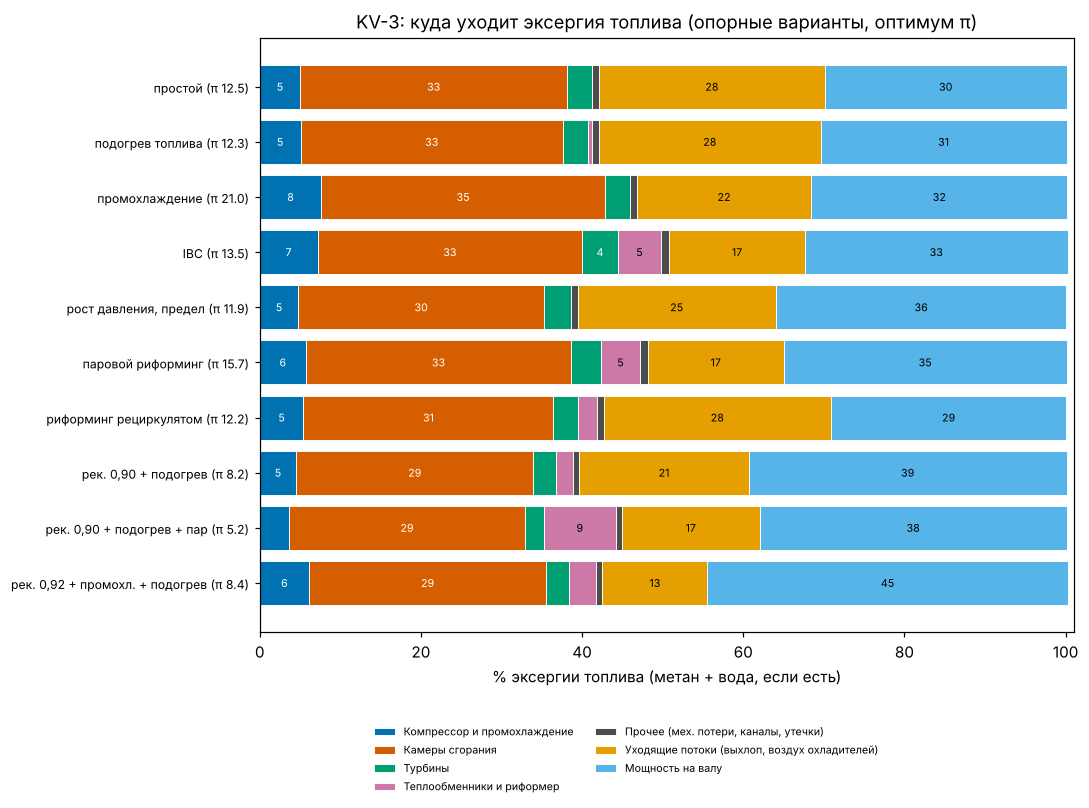 KV-3: куда уходит эксергия топлива (опорные варианты, оптимум π)
простой (π 12.5) 5 33 28 30
подогрев топлива (π 12.3) 5 33 28 31
промохлаждение (π 21.0) 8 35 22 32
IBC (π 13.5) 7 33 4 5 17 33
рост давления, предел (π 11.9) 5 30 25 36
паровой риформинг (π 15.7) 6 33 5 17 35
риформинг рециркулятом (π 12.2) 5 31 28 29
рек. 0,90 + подогрев (π 8.2) 5 29 21 39
рек. 0,90 + подогрев + пар (π 5.2) 29 9 17 38
рек. 0,92 + промохл. + подогрев (π 8.4) 6 29 13 45
0 20 40 60 80 100
% эксергии топлива (метан + вода, если есть)
Компрессор и промохлаждение
Камеры сгорания
Турбины
Теплообменники и риформер
Прочее (мех. потери, каналы, утечки)
Уходящие потоки (выхлоп, воздух охладителей)
Мощность на валу